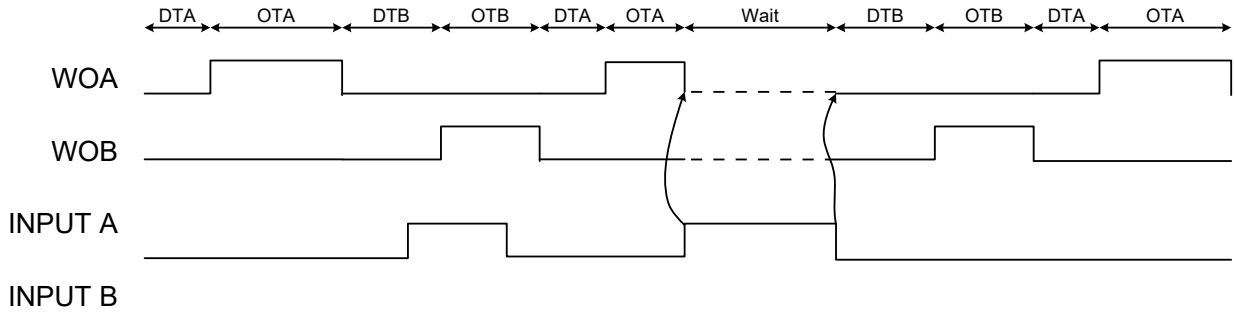 DTA OTA DTB OTB DTA OTA Wait DTB OTB DTA OTA
WOA
WOB
INPUT A
INPUT B